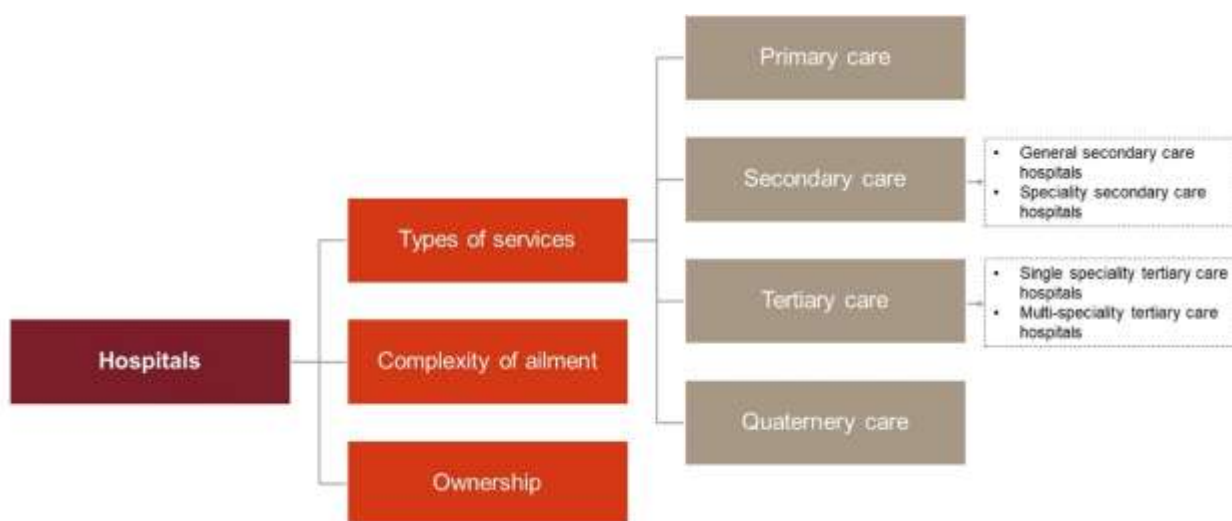 Primary care
Secondary care
• General secondary care
hospitals
• Speciality secondary care
hospitals
Types of services
Tertiary care
• Single speciality tertiary care
hospitals
• Multi-speciality tertiary care
hospitals
Hospitals
Complexity of ailment
Quaternery care
Ownership